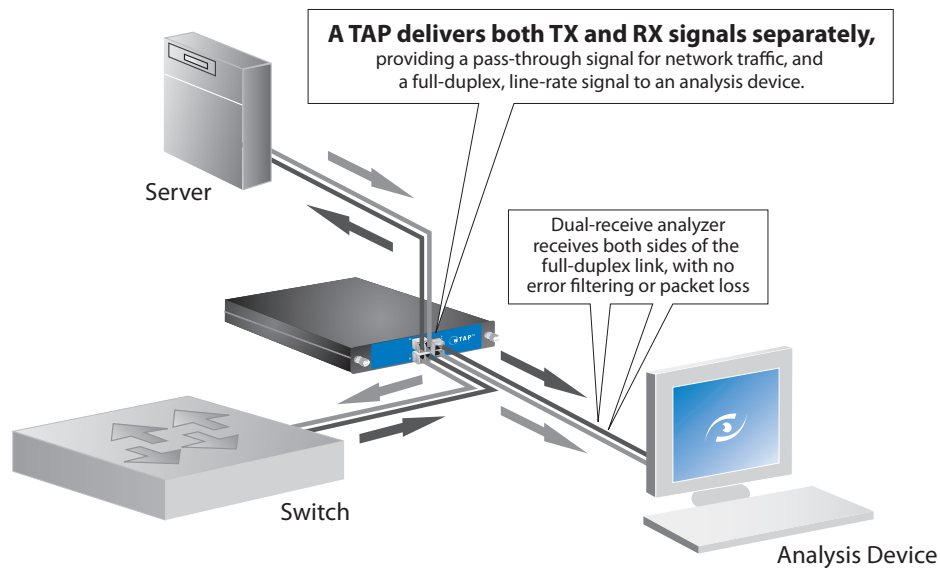 A TAP delivers both TX and RX signals separately,
providing a pass-through signal for network traffic, and
a full-duplex, line-rate signal to an analysis device.
Server
Dual-receive analyzer
receives both sides of the
full-duplex link, with no
error filtering or packet loss
nTAP™
Switch
Analysis Device